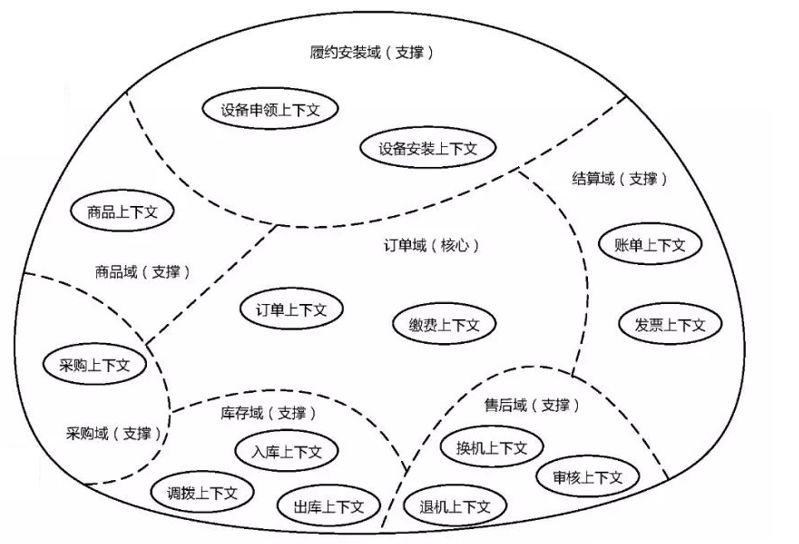 履约安装域（支撑）
设备申领上下文
设备安装上下文
结算域（支撑）
商品上下文
账单上下文
订单域（核心）
商品域（支撑）
订单上下文
缴费上下文
发票上下文
采购上下文
售后域（支撑）
库存域（支撑）
采购域（支撑）
入库上下文
换机上下文
审核上下文
调拨上下文
出库上下文
退机上下文